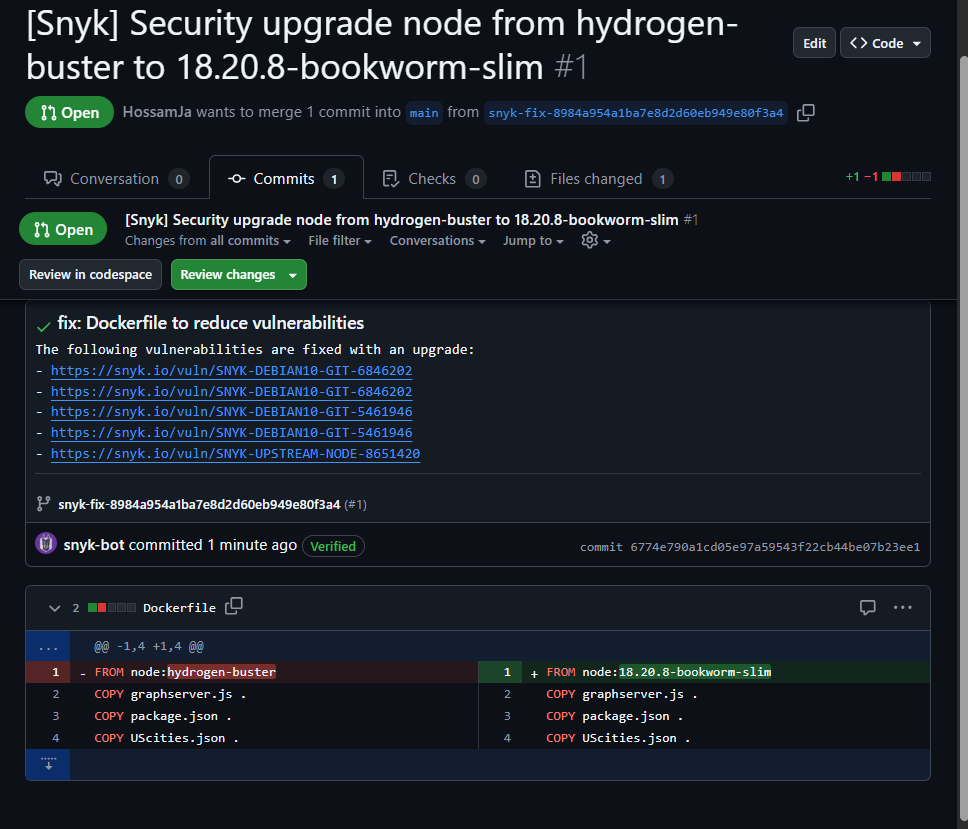 [Snyk] Security upgrade node from hydrogen-
buster to 18.20.8-bookworm-slim #1
Edit
<> Code
Open
HossamJa wants to merge 1 commit into main from snyk-fix-8984a954a1ba7e8d2d60eb949e80f3a4
Conversation 0
Commits 1
Checks 0
Files changed 1
+1 −1
Open
[Snyk] Security upgrade node from hydrogen-buster to 18.20.8-bookworm-slim #1
Changes from all commits
File filter
Conversations
Jump to
Review in codespace
Review changes
fix: Dockerfile to reduce vulnerabilities
The following vulnerabilities are fixed with an upgrade:
- https://snyk.io/vuln/SNYK-DEBIAN10-GIT-6846202
- https://snyk.io/vuln/SNYK-DEBIAN10-GIT-6846202
- https://snyk.io/vuln/SNYK-DEBIAN10-GIT-5461946
- https://snyk.io/vuln/SNYK-DEBIAN10-GIT-5461946
- https://snyk.io/vuln/SNYK-UPSTREAM-NODE-8651420
snyk-fix-8984a954a1ba7e8d2d60eb949e80f3a4 (#1)
snyk-bot committed 1 minute ago Verified
commit 6774e790a1cd05e97a59543f22cb44be07b23ee1
2 Dockerfile
... @@ -1,4 +1,4 @@
1 - FROM node:hydrogen-buster
2 COPY graphserver.js .
3 COPY package.json .
4 COPY UScities.json .
1 + FROM node:18.20.8-bookworm-slim
2 COPY graphserver.js .
3 COPY package.json .
4 COPY UScities.json .